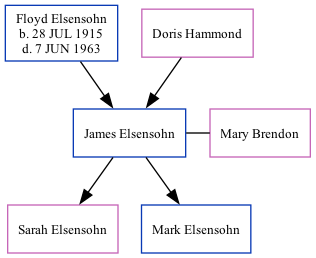 Floyd Elsensohn
b. 28 JUL 1915
d. 7 JUN 1963
Doris Hammond
James Elsensohn
Mary Brendon
Sarah Elsensohn
Mark Elsensohn